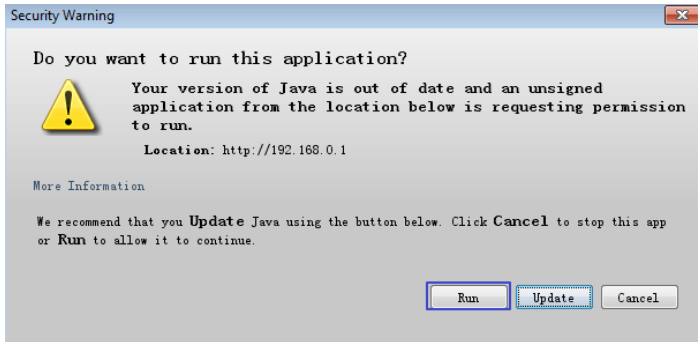 Security Warning
Do you want to run this application?
Your version of Java is out of date and an unsigned
application from the location below is requesting permission
to run.
Location: http://192.168.0.1
More Information
We recommend that you Update Java using the button below. Click Cancel to stop this app
or Run to allow it to continue.
Run Update Cancel